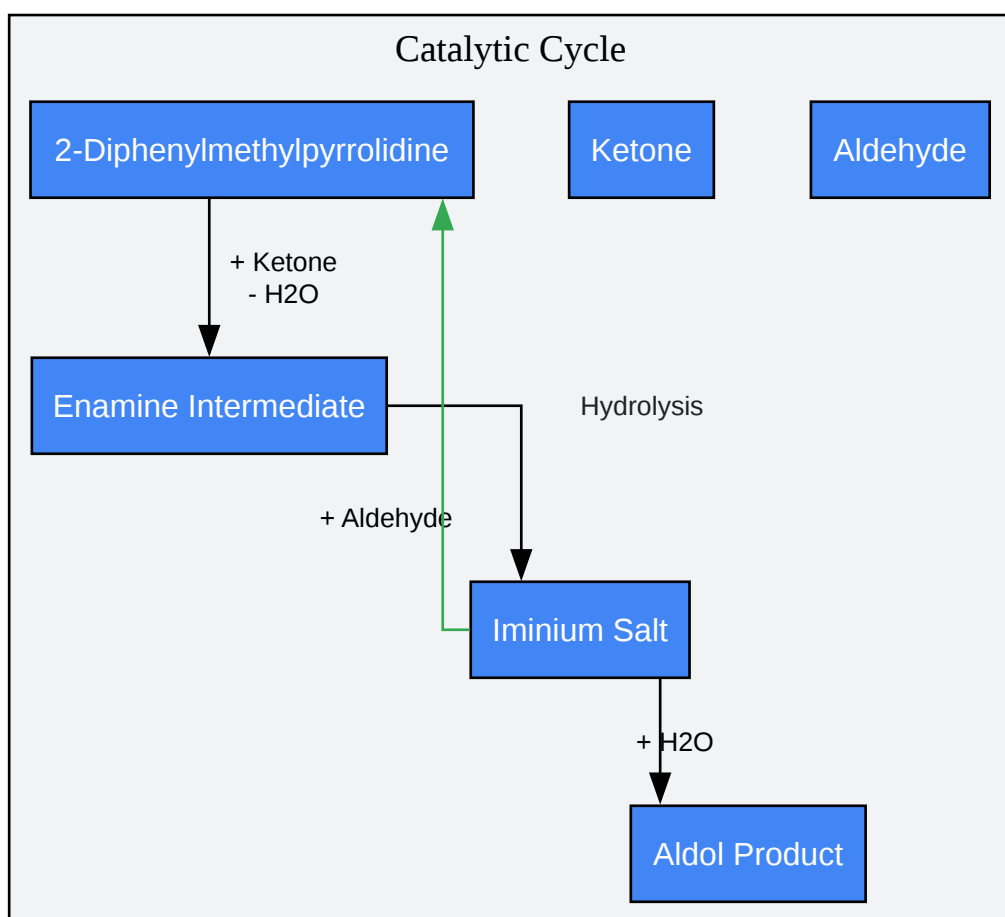 Catalytic Cycle
2-Diphenylmethylpyrrolidine
Ketone
Aldehyde
+ Ketone
- H2O
Enamine Intermediate
Hydrolysis
+ Aldehyde
Iminium Salt
+ H2O
Aldol Product